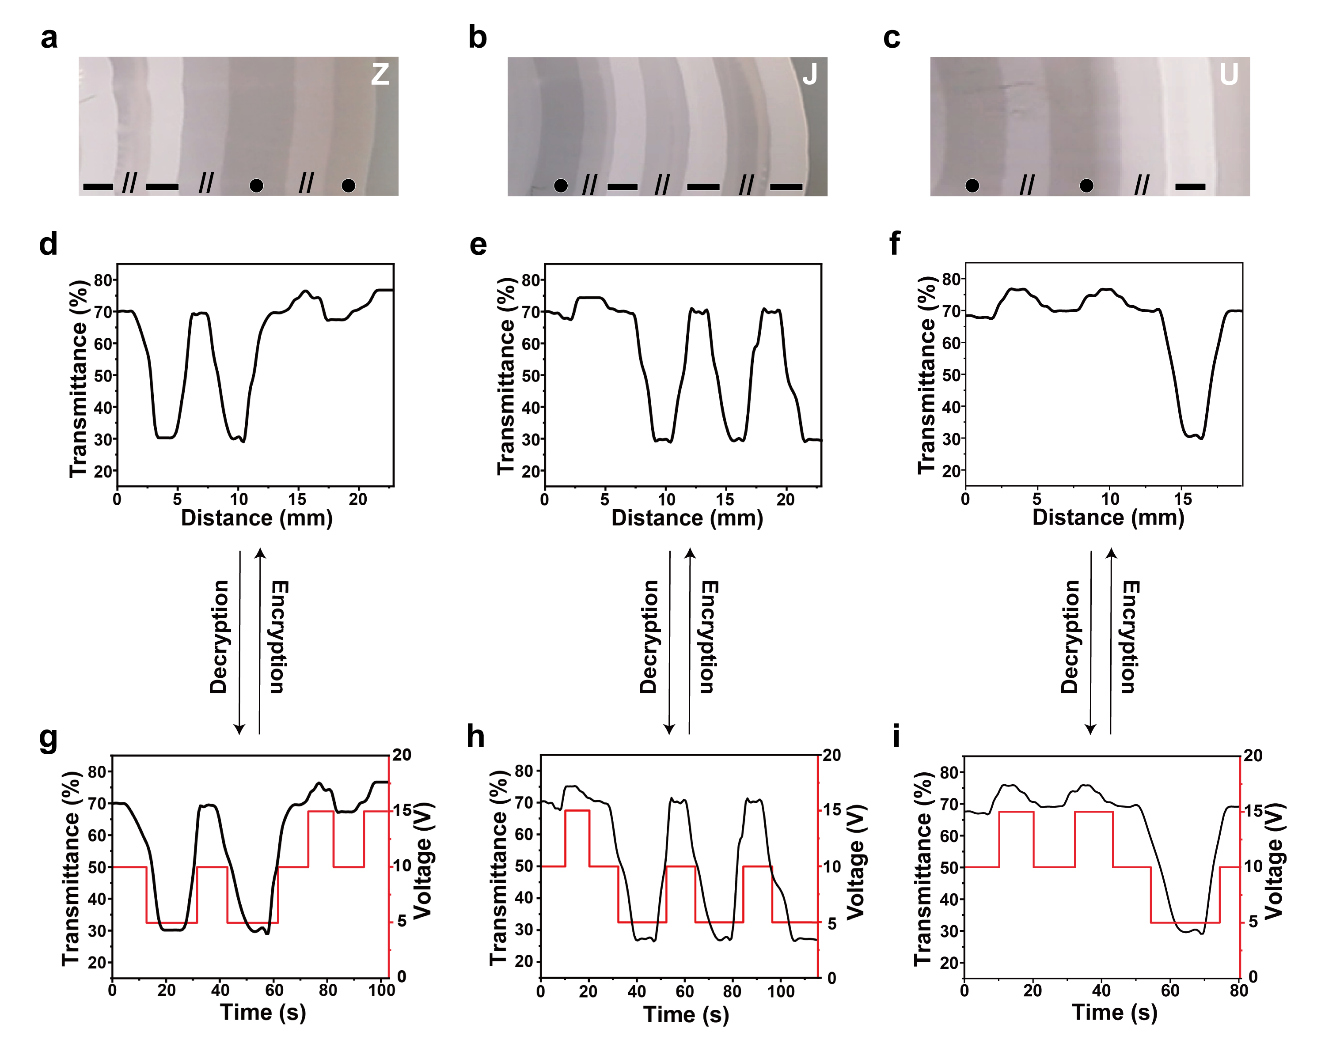 a
b
c
Z
J
U
// // //
// // //
// //
d
e
f
80
70
60
50
40
30
20
Transmittance (%)
0 5 10 15 20
Distance (mm)
80
70
60
50
40
30
20
Transmittance (%)
0 5 10 15 20
Distance (mm)
80
70
60
50
40
30
20
Transmittance (%)
0 5 10 15
Distance (mm)
Decryption
Encryption
Decryption
Encryption
Decryption
Encryption
g
h
i
80
70
60
50
40
30
20
Transmittance (%)
20
15
10
5
0
Voltage (V)
0 20 40 60 80 100
Time (s)
80
70
60
50
40
30
20
Transmittance (%)
20
15
10
5
0
Voltage (V)
0 20 40 60 80 100
Time (s)
80
70
60
50
40
30
20
Transmittance (%)
20
15
10
5
0
Voltage (V)
0 20 40 60 80
Time (s)